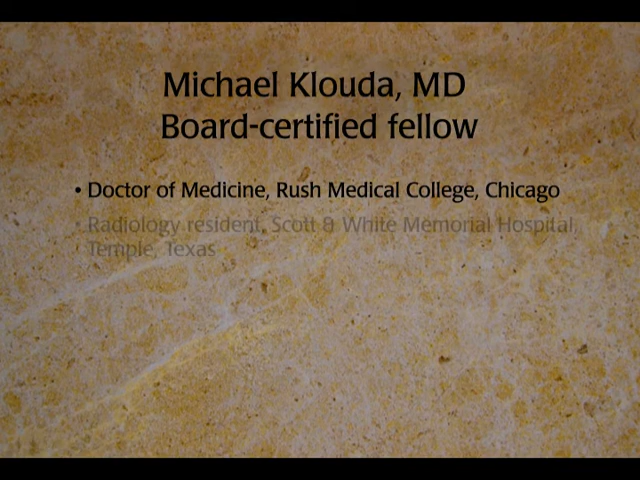 Michael Klouda, MD
Board-certified fellow
• Doctor of Medicine, Rush Medical College, Chicago
• Radiology resident, Scott & White Memorial Hospital,
Temple, Texas